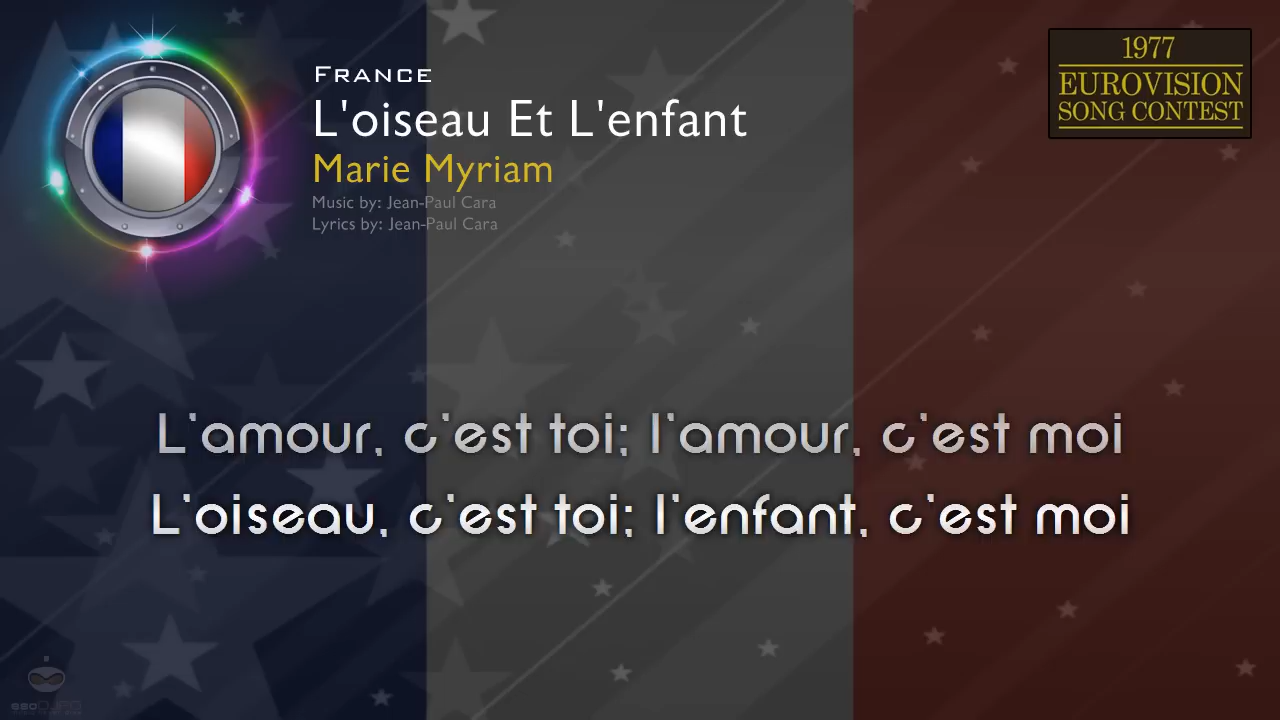 FRANCE
L'oiseau Et L'enfant
Marie Myriam
Music by: Jean-Paul Cara
Lyrics by: Jean-Paul Cara
1977
EUROVISION
SONG CONTEST
L'amour, c'est toi; l'amour, c'est moi
L'oiseau, c'est toi; l'enfant, c'est moi